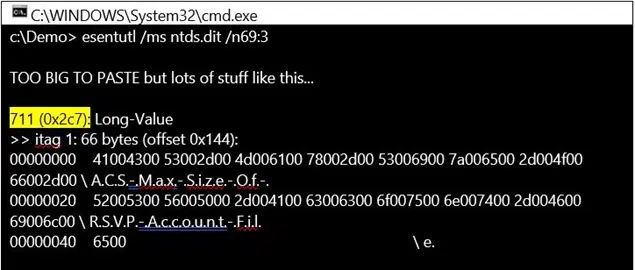 C:\WINDOWS\System32\cmd.exe
c:\Demo> esentutl /ms ntds.dit /n69:3
TOO BIG TO PASTE but lots of stuff like this...
711 (0x2c7): Long-Value
>> itag 1: 66 bytes (offset 0x144):
00000000 41004300 53002d00 4d006100 78002d00 53006900 7a006500 2d004f00
66002d00 \ A.C.S.-.M.a.x.-.S.i.z.e.-.O.f.-.
00000020 52005300 56005000 2d004100 63006300 6f007500 6e007400 2d004600
69006c00 \ R.S.V.P.-.A.c.c.o.u.n.t.-.F.i.l.
00000040 6500 \ e.